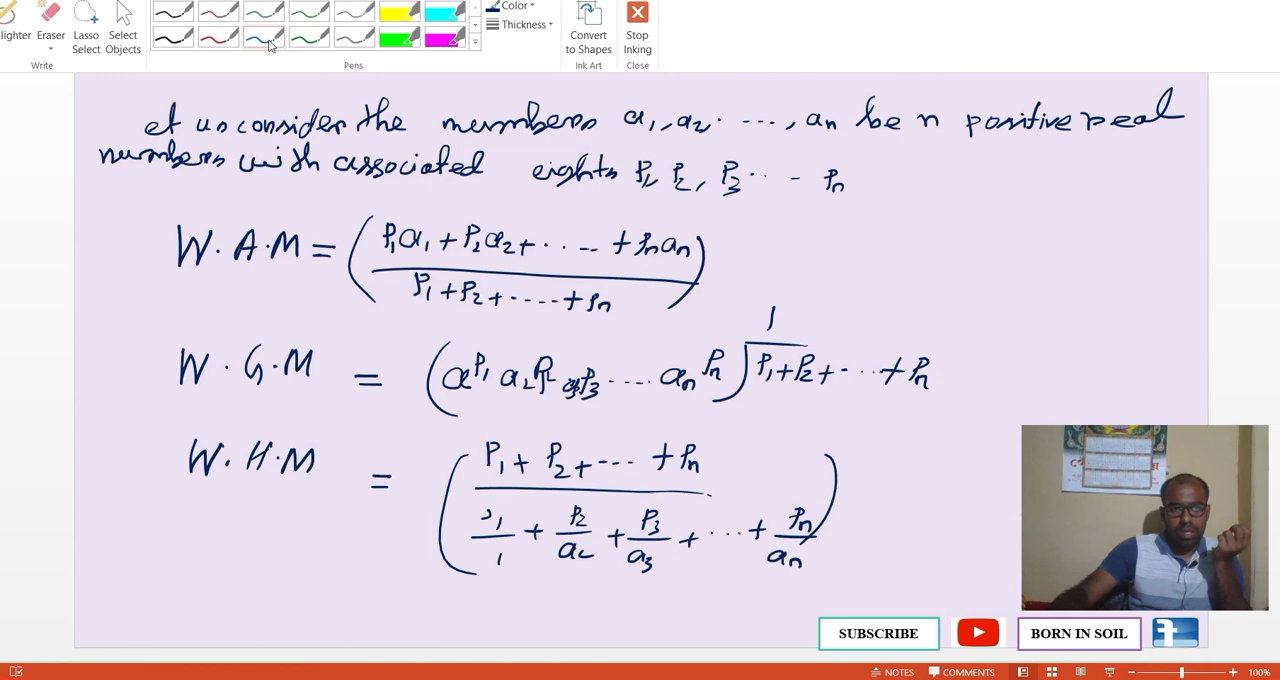 lighter Eraser Lasso Select Select Objects Color Thickness Convert to Shapes Stop Inking
Write Pens Ink Art Close
et us consider the numbers a₁, a₂. ..., an be n positive real
numbers with associated eights P₁, P₂, P₃ .. - Pn
W.A.M = (P₁a₁ + P₂a₂ + ..... + Pnan / P₁ + P₂ + ..... + Pn)
W.G.M = (a^P₁ a₂^P₂ a₃^P₃ ..... an^Pn)^1/(P₁ + P₂ + ... + Pn)
W.H.M = (P₁ + P₂ + ... + Pn / 1/1 + P₂/a₂ + P₃/a₃ + ... + Pn/an)
SUBSCRIBE BORN IN SOIL f
NOTES COMMENTS 100%